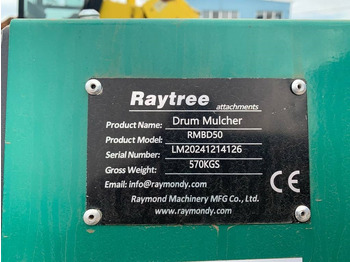 Raytree
attachments
Product Name: Drum Mulcher
Product Model: RMBD50
Serial Number: LM20241214126
Gross Weight: 570KGS
Email: info@raymondy.com
CE
Raymond Machinery MFG Co., Ltd.
www.raymondy.com